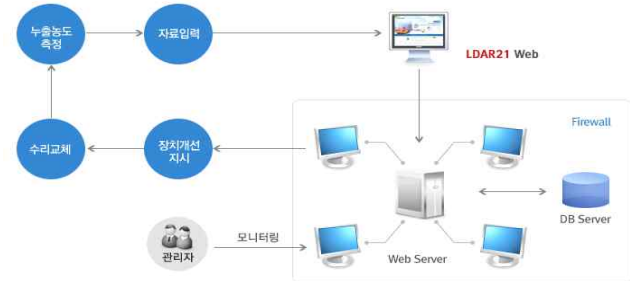 누출농도
측정
자료입력
LDAR21 Web
Firewall
수리교체
장치개선
지시
DB Server
모니터링
관리자
Web Server